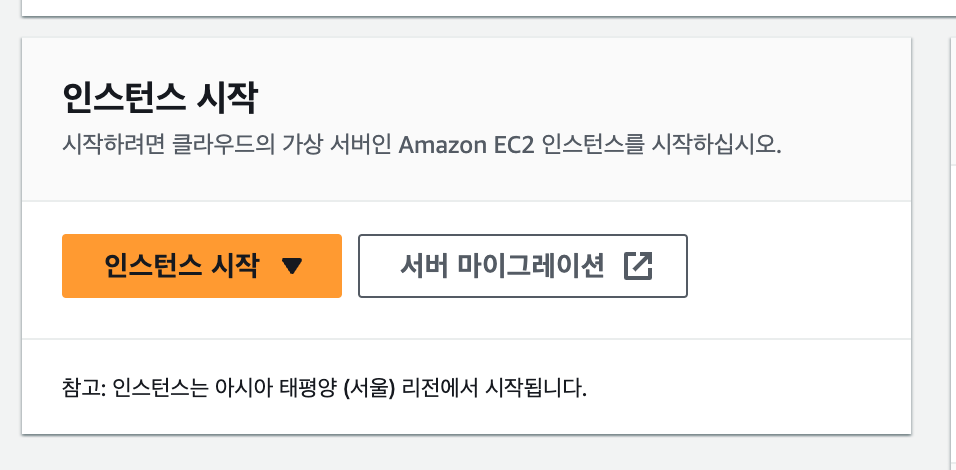 인스턴스 시작
시작하려면 클라우드의 가상 서버인 Amazon EC2 인스턴스를 시작하십시오.
인스턴스 시작
서버 마이그레이션
참고: 인스턴스는 아시아 태평양 (서울) 리전에서 시작됩니다.